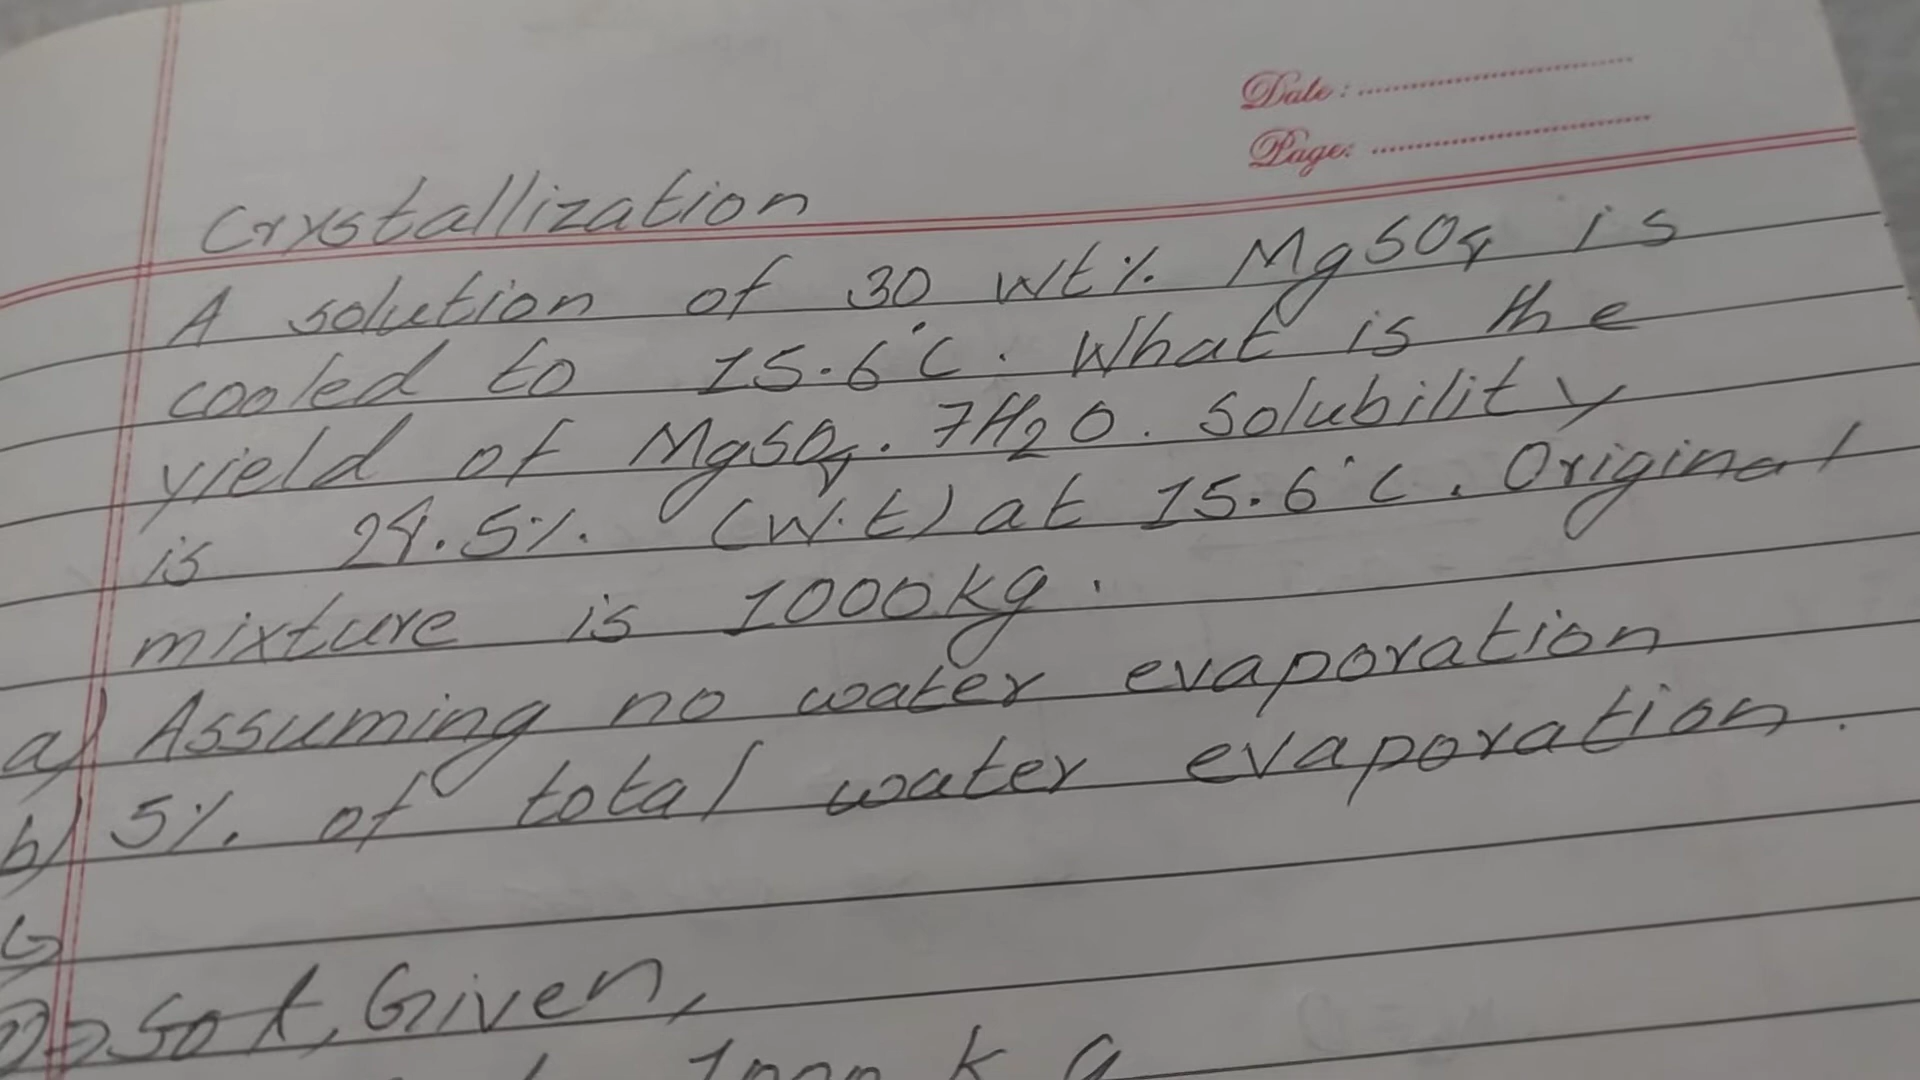 Date:
Page:
Crystallization
A solution of 30 wt% MgSO4 is
cooled to 15.6°C. What is the
yield of MgSO4. 7H2O. Solubility
is 24.5% (w.t) at 15.6°C. Original
mixture is 1000kg.
a) Assuming no water evaporation
b) 5% of total water evaporation.
Given,
1000 kg